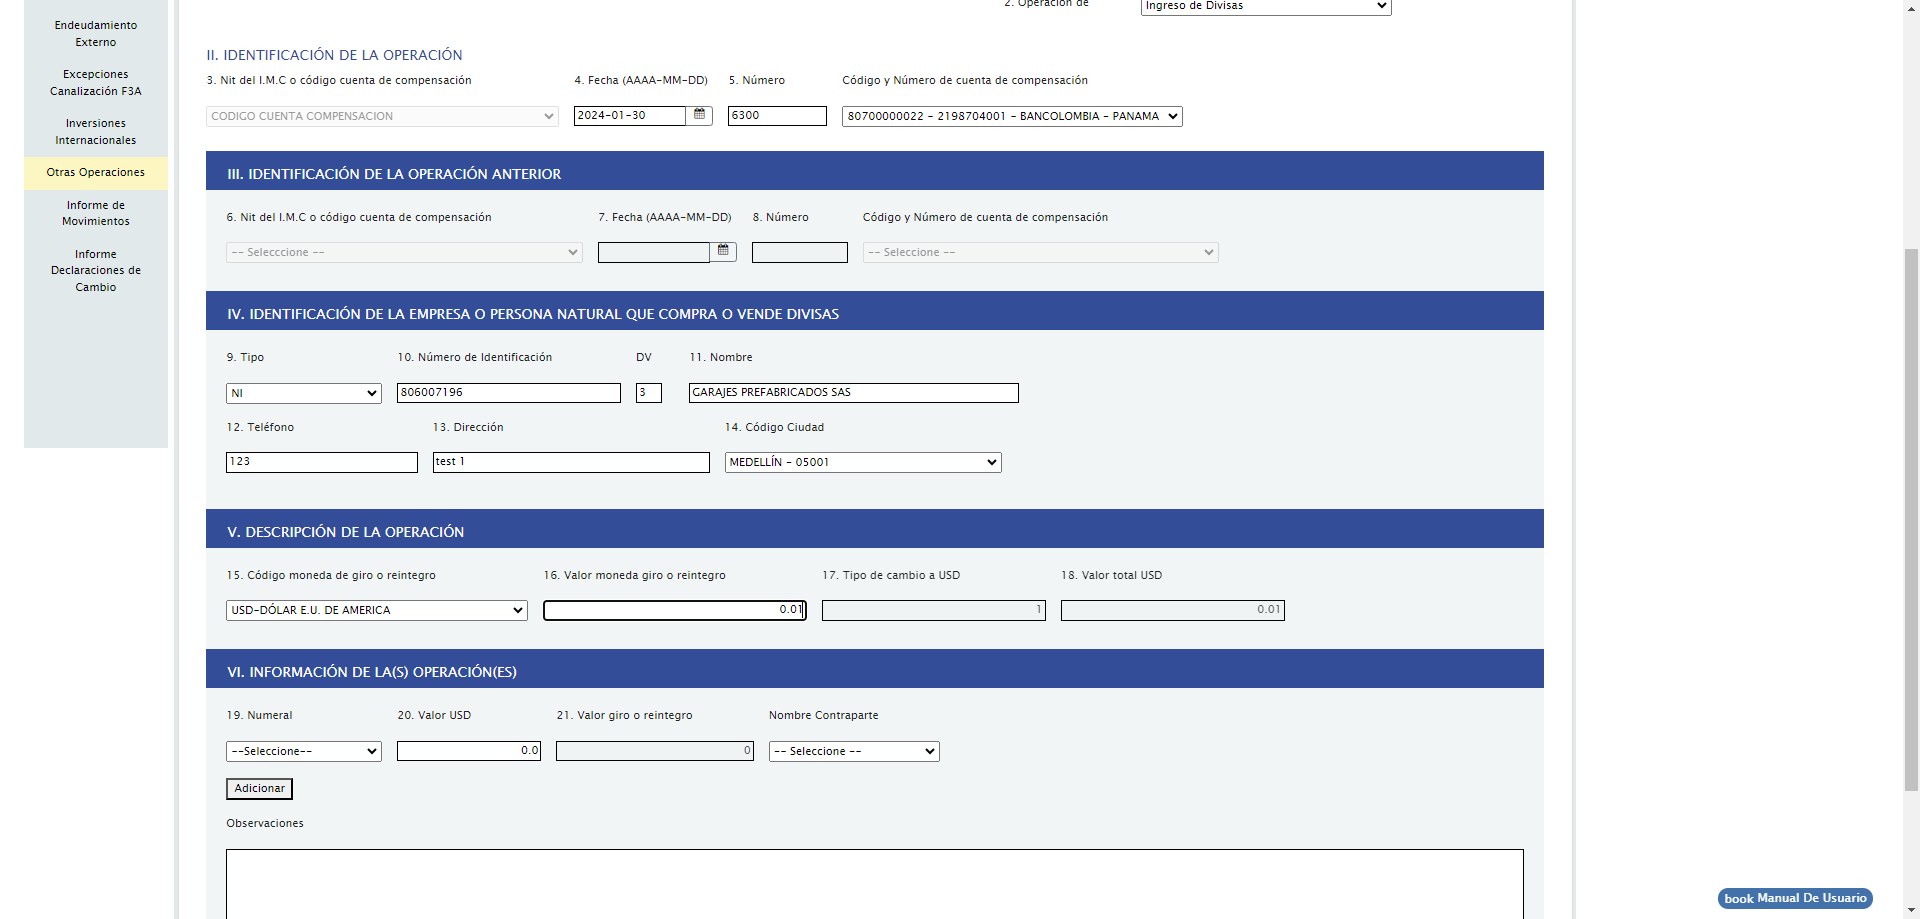 2. Operación de
Ingreso de Divisas
Endeudamiento
Externo
Excepciones
Canalización F3A
Inversiones
Internacionales
Otras Operaciones
Informe de
Movimientos
Informe
Declaraciones de
Cambio
II. IDENTIFICACIÓN DE LA OPERACIÓN
3. Nit del I.M.C o código cuenta de compensación
4. Fecha (AAAA-MM-DD)
5. Número
Código y Número de cuenta de compensación
CODIGO CUENTA COMPENSACION
2024-01-30
6300
80700000022 - 2198704001 - BANCOLOMBIA - PANAMA
III. IDENTIFICACIÓN DE LA OPERACIÓN ANTERIOR
6. Nit del I.M.C o código cuenta de compensación
7. Fecha (AAAA-MM-DD)
8. Número
Código y Número de cuenta de compensación
-- Selecccione --
-- Seleccione --
IV. IDENTIFICACIÓN DE LA EMPRESA O PERSONA NATURAL QUE COMPRA O VENDE DIVISAS
9. Tipo
10. Número de Identificación
DV
11. Nombre
NI
806007196
3
GARAJES PREFABRICADOS SAS
12. Teléfono
13. Dirección
14. Código Ciudad
123
test 1
MEDELLÍN - 05001
V. DESCRIPCIÓN DE LA OPERACIÓN
15. Código moneda de giro o reintegro
16. Valor moneda giro o reintegro
17. Tipo de cambio a USD
18. Valor total USD
USD-DÓLAR E.U. DE AMERICA
0.01
1
0.01
VI. INFORMACIÓN DE LA(S) OPERACIÓN(ES)
19. Numeral
20. Valor USD
21. Valor giro o reintegro
Nombre Contraparte
--Seleccione--
0.0
0
-- Seleccione --
Adicionar
Observaciones
book Manual De Usuario